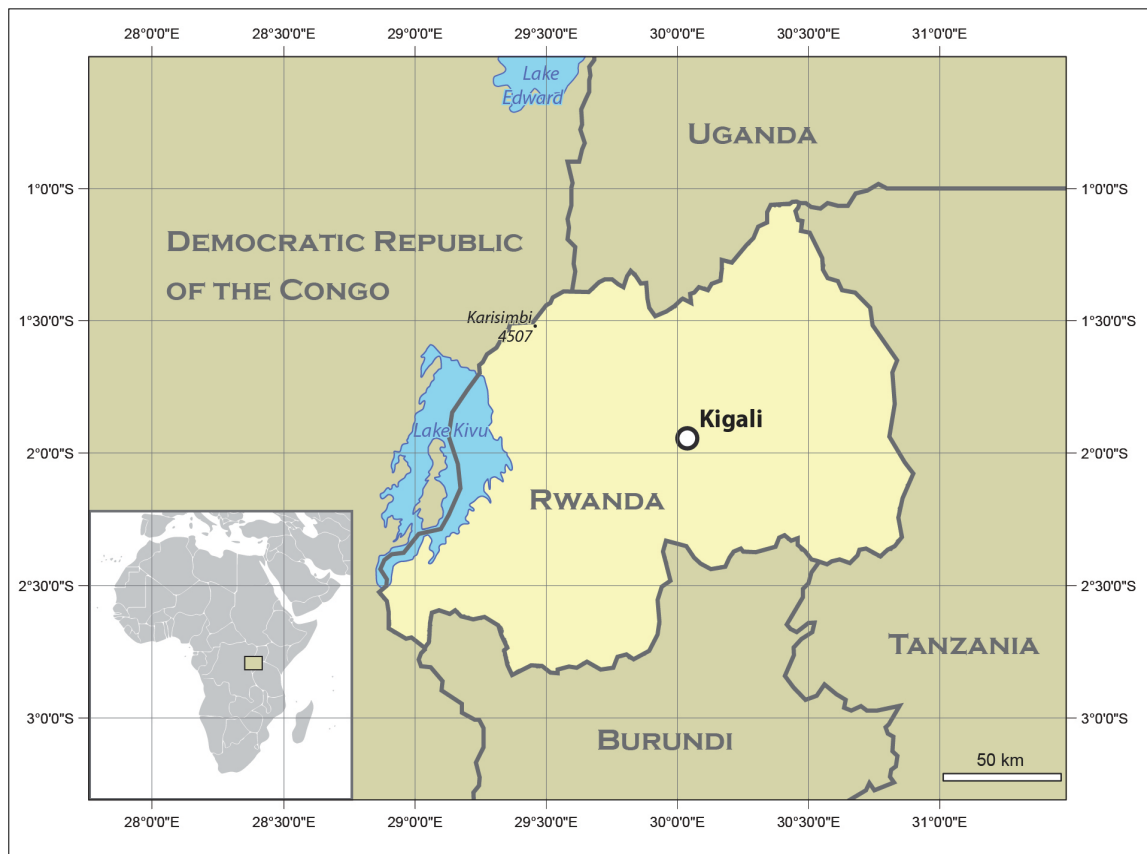 28°0'0"E 28°30'0"E 29°0'0"E 29°30'0"E 30°0'0"E 30°30'0"E 31°0'0"E
Lake
Edward
UGANDA
1°0'0"S 1°0'0"S
DEMOCRATIC REPUBLIC
OF THE CONGO
1°30'0"S 1°30'0"S
Karisimbi
4507
Kigali
Lake Kivu
2°0'0"S 2°0'0"S
RWANDA
2°30'0"S 2°30'0"S
TANZANIA
3°0'0"S 3°0'0"S
BURUNDI
50 km
28°0'0"E 28°30'0"E 29°0'0"E 29°30'0"E 30°0'0"E 30°30'0"E 31°0'0"E